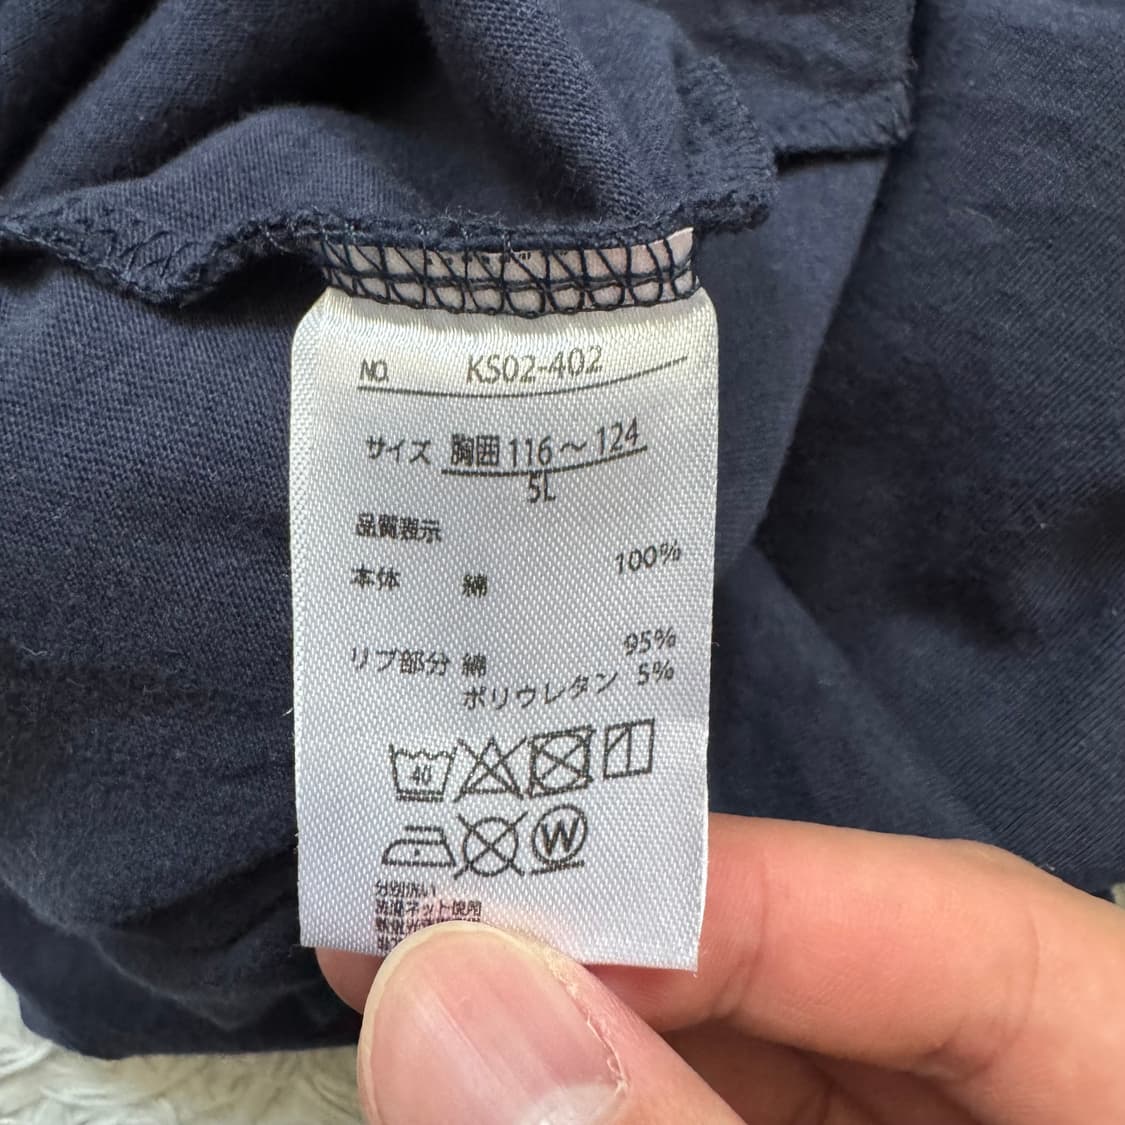 NO. KS02-402
サイズ 胸囲116～124
5L
品質表示
本体 綿 100%
リブ部分 綿 95%
ポリウレタン 5%
40
W
分別洗い
洗濯ネット使用